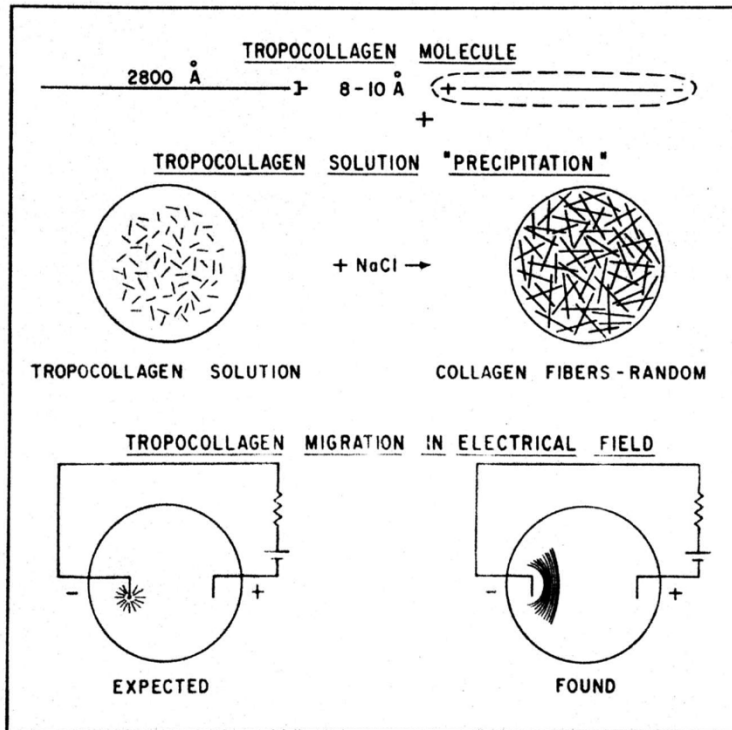 TROPOCOLLAGEN MOLECULE
2800 Å 8-10 Å + -
+
TROPOCOLLAGEN SOLUTION "PRECIPITATION"
+ NaCl →
TROPOCOLLAGEN SOLUTION COLLAGEN FIBERS - RANDOM
TROPOCOLLAGEN MIGRATION IN ELECTRICAL FIELD
- + - +
EXPECTED FOUND